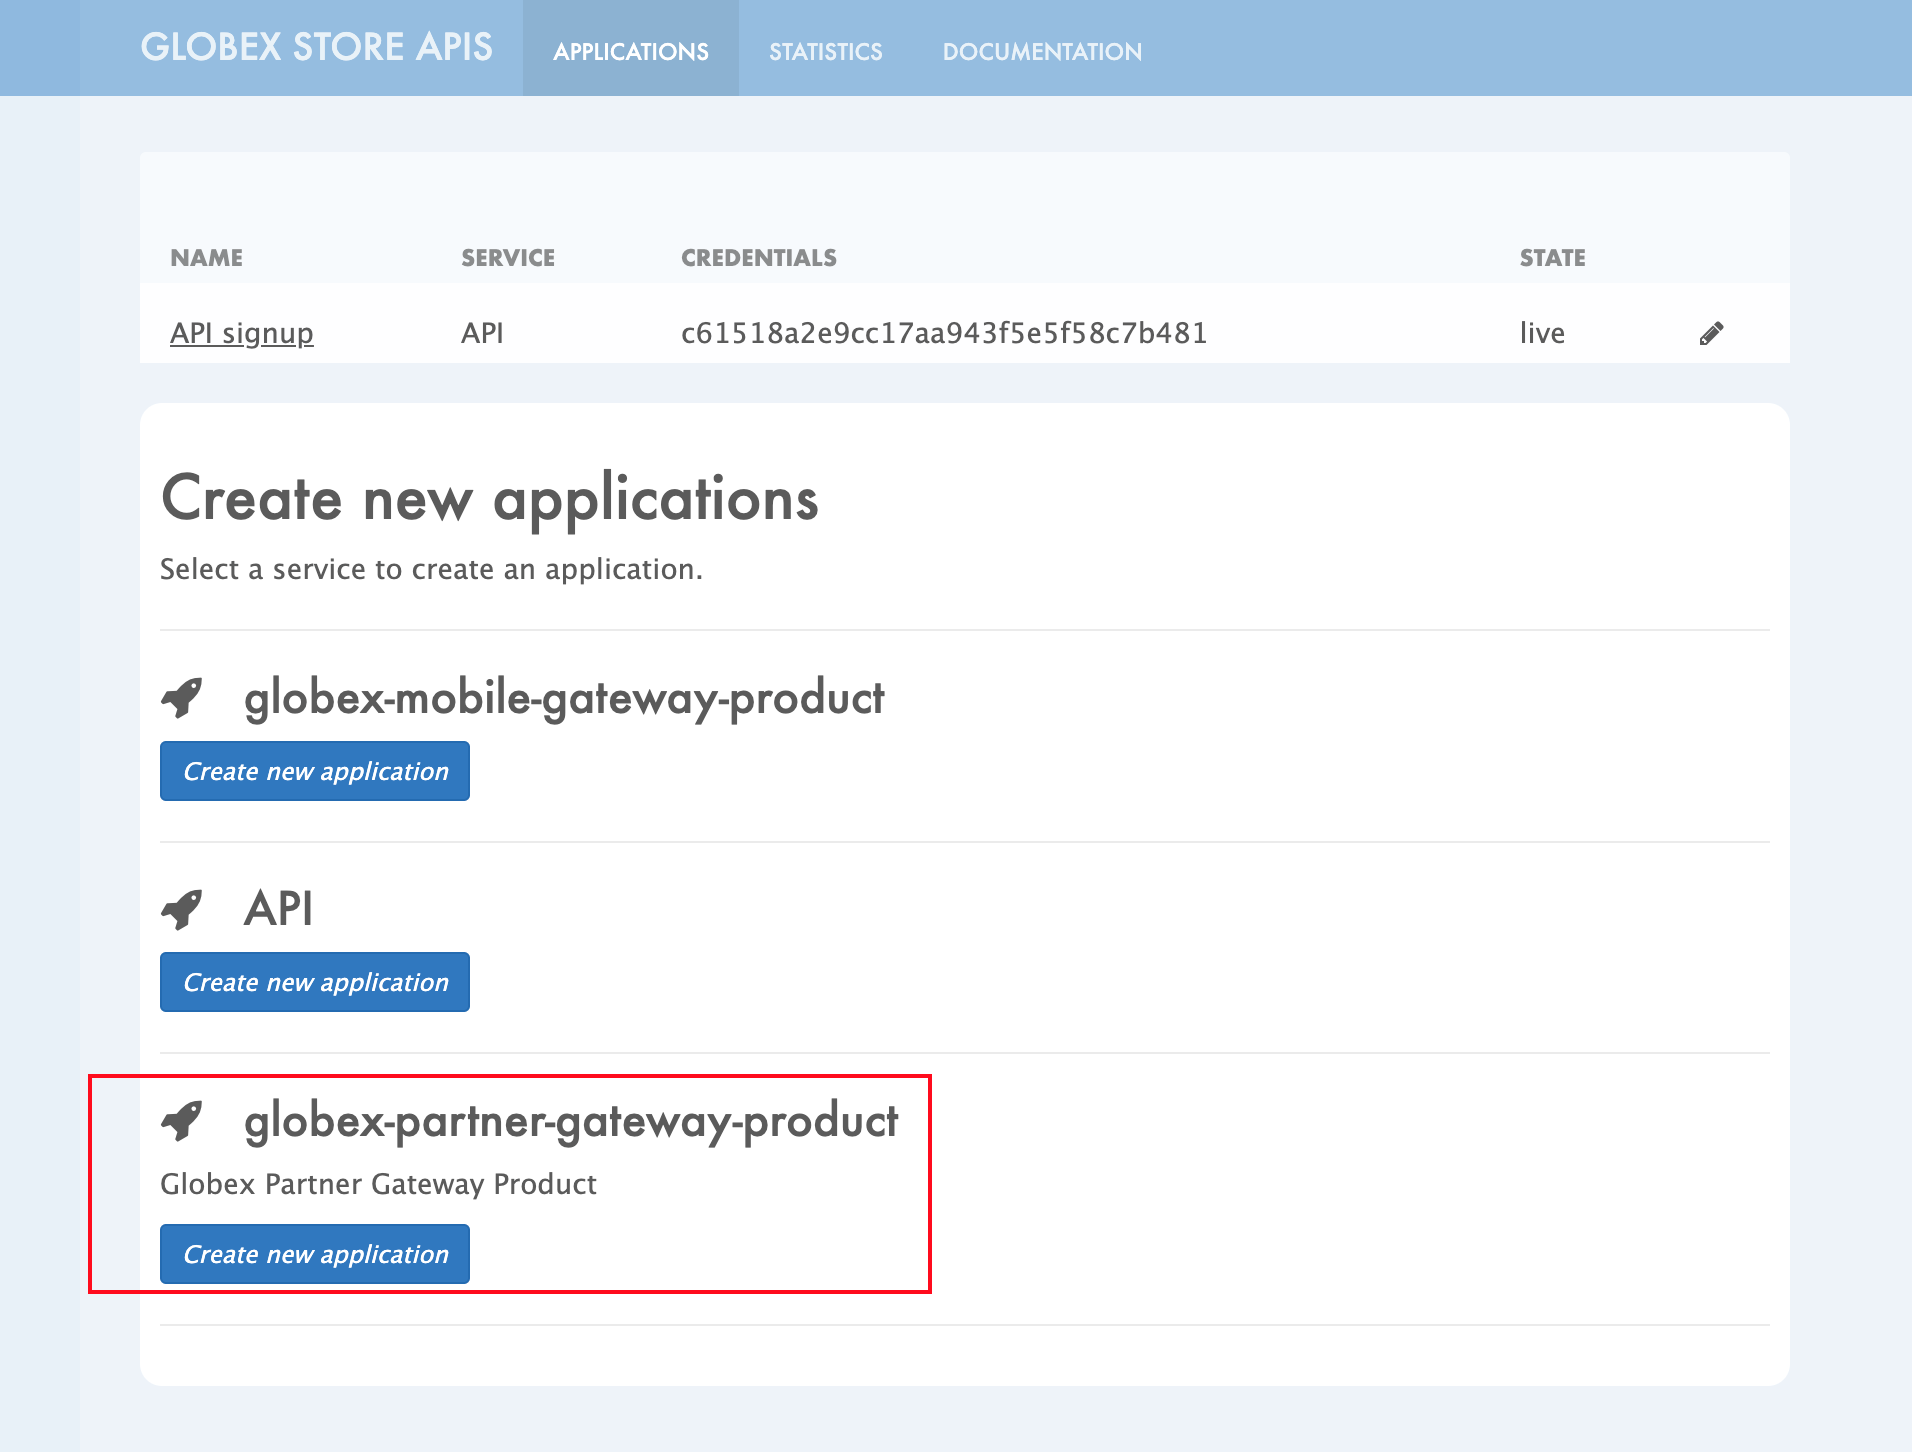 GLOBEX STORE APIS APPLICATIONS STATISTICS DOCUMENTATION
NAME SERVICE CREDENTIALS STATE
API signup API c61518a2e9cc17aa943f5e5f58c7b481 live
Create new applications
Select a service to create an application.
globex-mobile-gateway-product
Create new application
API
Create new application
globex-partner-gateway-product
Globex Partner Gateway Product
Create new application